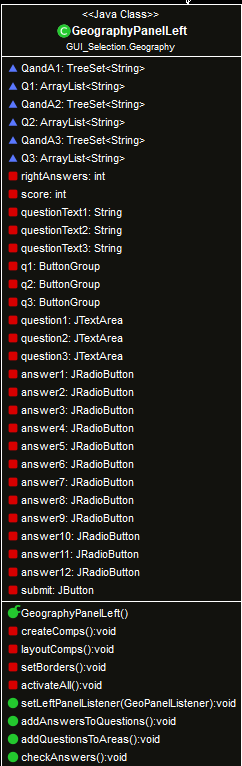 <<Java Class>>
GeographyPanelLeft
GUI_Selection.Geography
QandA1: TreeSet<String>
Q1: ArrayList<String>
QandA2: TreeSet<String>
Q2: ArrayList<String>
QandA3: TreeSet<String>
Q3: ArrayList<String>
rightAnswers: int
score: int
questionText1: String
questionText2: String
questionText3: String
q1: ButtonGroup
q2: ButtonGroup
q3: ButtonGroup
question1: JTextArea
question2: JTextArea
question3: JTextArea
answer1: JRadioButton
answer2: JRadioButton
answer3: JRadioButton
answer4: JRadioButton
answer5: JRadioButton
answer6: JRadioButton
answer7: JRadioButton
answer8: JRadioButton
answer9: JRadioButton
answer10: JRadioButton
answer11: JRadioButton
answer12: JRadioButton
submit: JButton
GeographyPanelLeft()
createComps():void
layoutComps():void
setBorders():void
activateAll():void
setLeftPanelListener(GeoPanelListener):void
addAnswersToQuestions():void
addQuestionsToAreas():void
checkAnswers():void